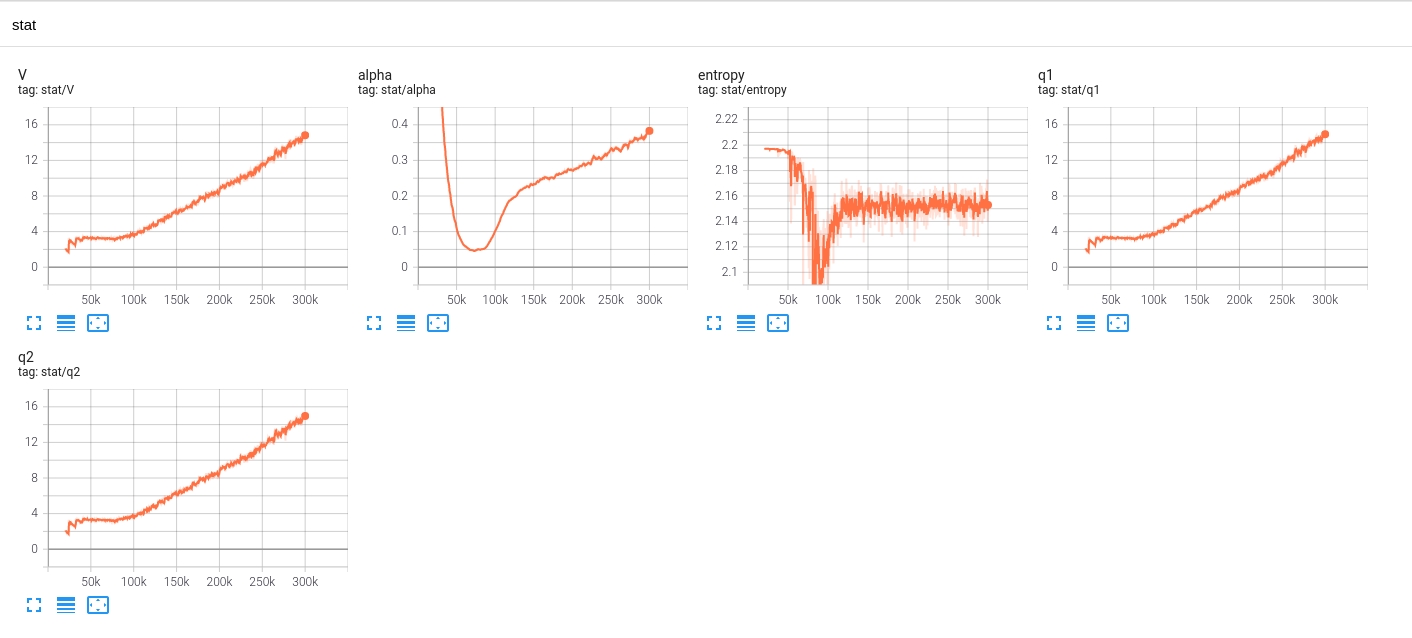 stat
V
tag: stat/V
16
12
8
4
0
50k 100k 150k 200k 250k 300k
alpha
tag: stat/alpha
0.4
0.3
0.2
0.1
0
50k 100k 150k 200k 250k 300k
entropy
tag: stat/entropy
2.22
2.2
2.18
2.16
2.14
2.12
2.1
50k 100k 150k 200k 250k 300k
q1
tag: stat/q1
16
12
8
4
0
50k 100k 150k 200k 250k 300k
q2
tag: stat/q2
16
12
8
4
0
50k 100k 150k 200k 250k 300k